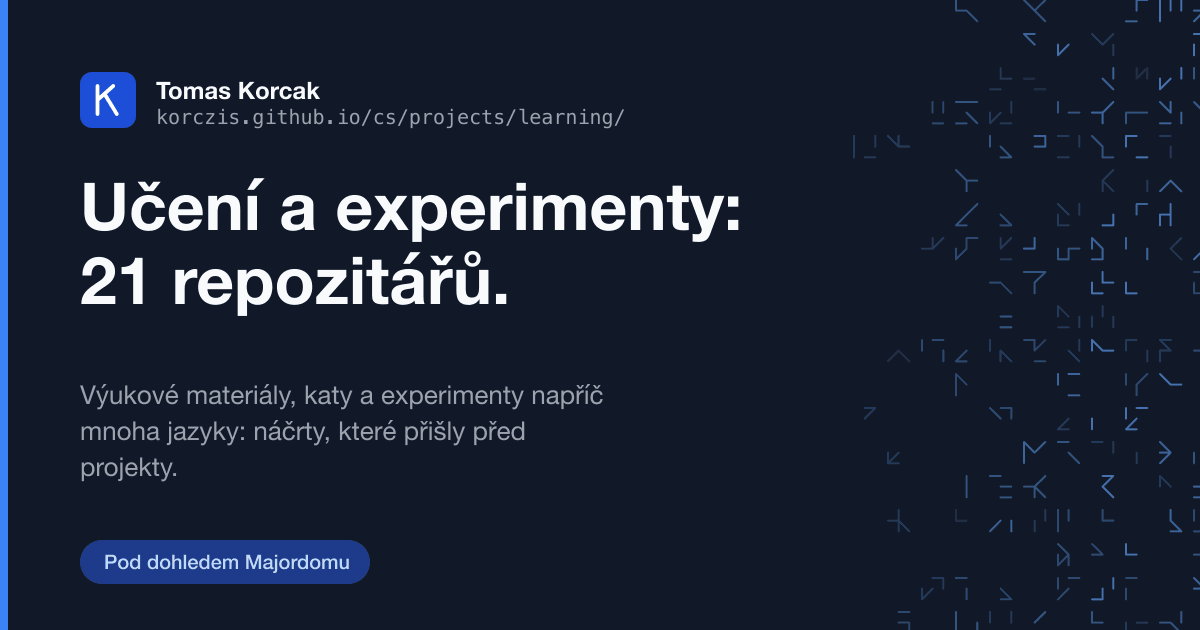 K
Tomas Korcak
korczis.github.io/cs/projects/learning/
Učení a experimenty:
21 repozitářů.
Výukové materiály, katy a experimenty napříč
mnoha jazyky: náčrty, které přišly před
projekty.
Pod dohledem Majordomu